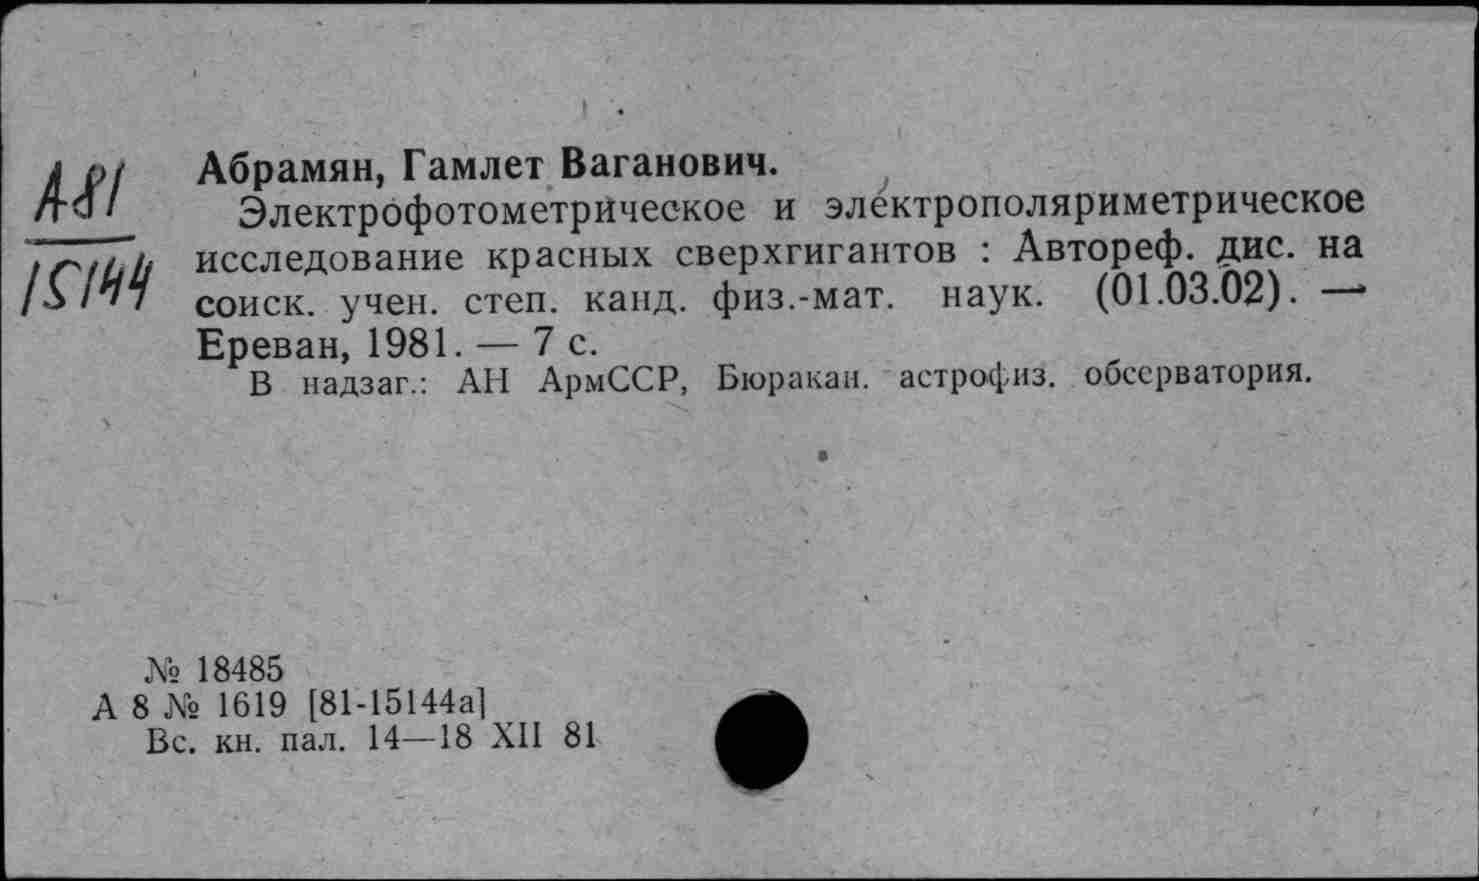 А81
15144
Абрамян, Гамлет Ваганович.
Электрофотометрическое и электрополяриметрическое
исследование красных сверхгигантов : Автореф. дис. на
соиск. учен. степ. канд. физ.-мат. наук. (01.03.02). —
Ереван, 1981. — 7 с.
В надзаг.: АН АрмССР, Бюракан. астрофиз. обсерватория.
№ 18485
А 8 № 1619 [81-15144а]
Вс. кн. пал. 14—18 XII 81